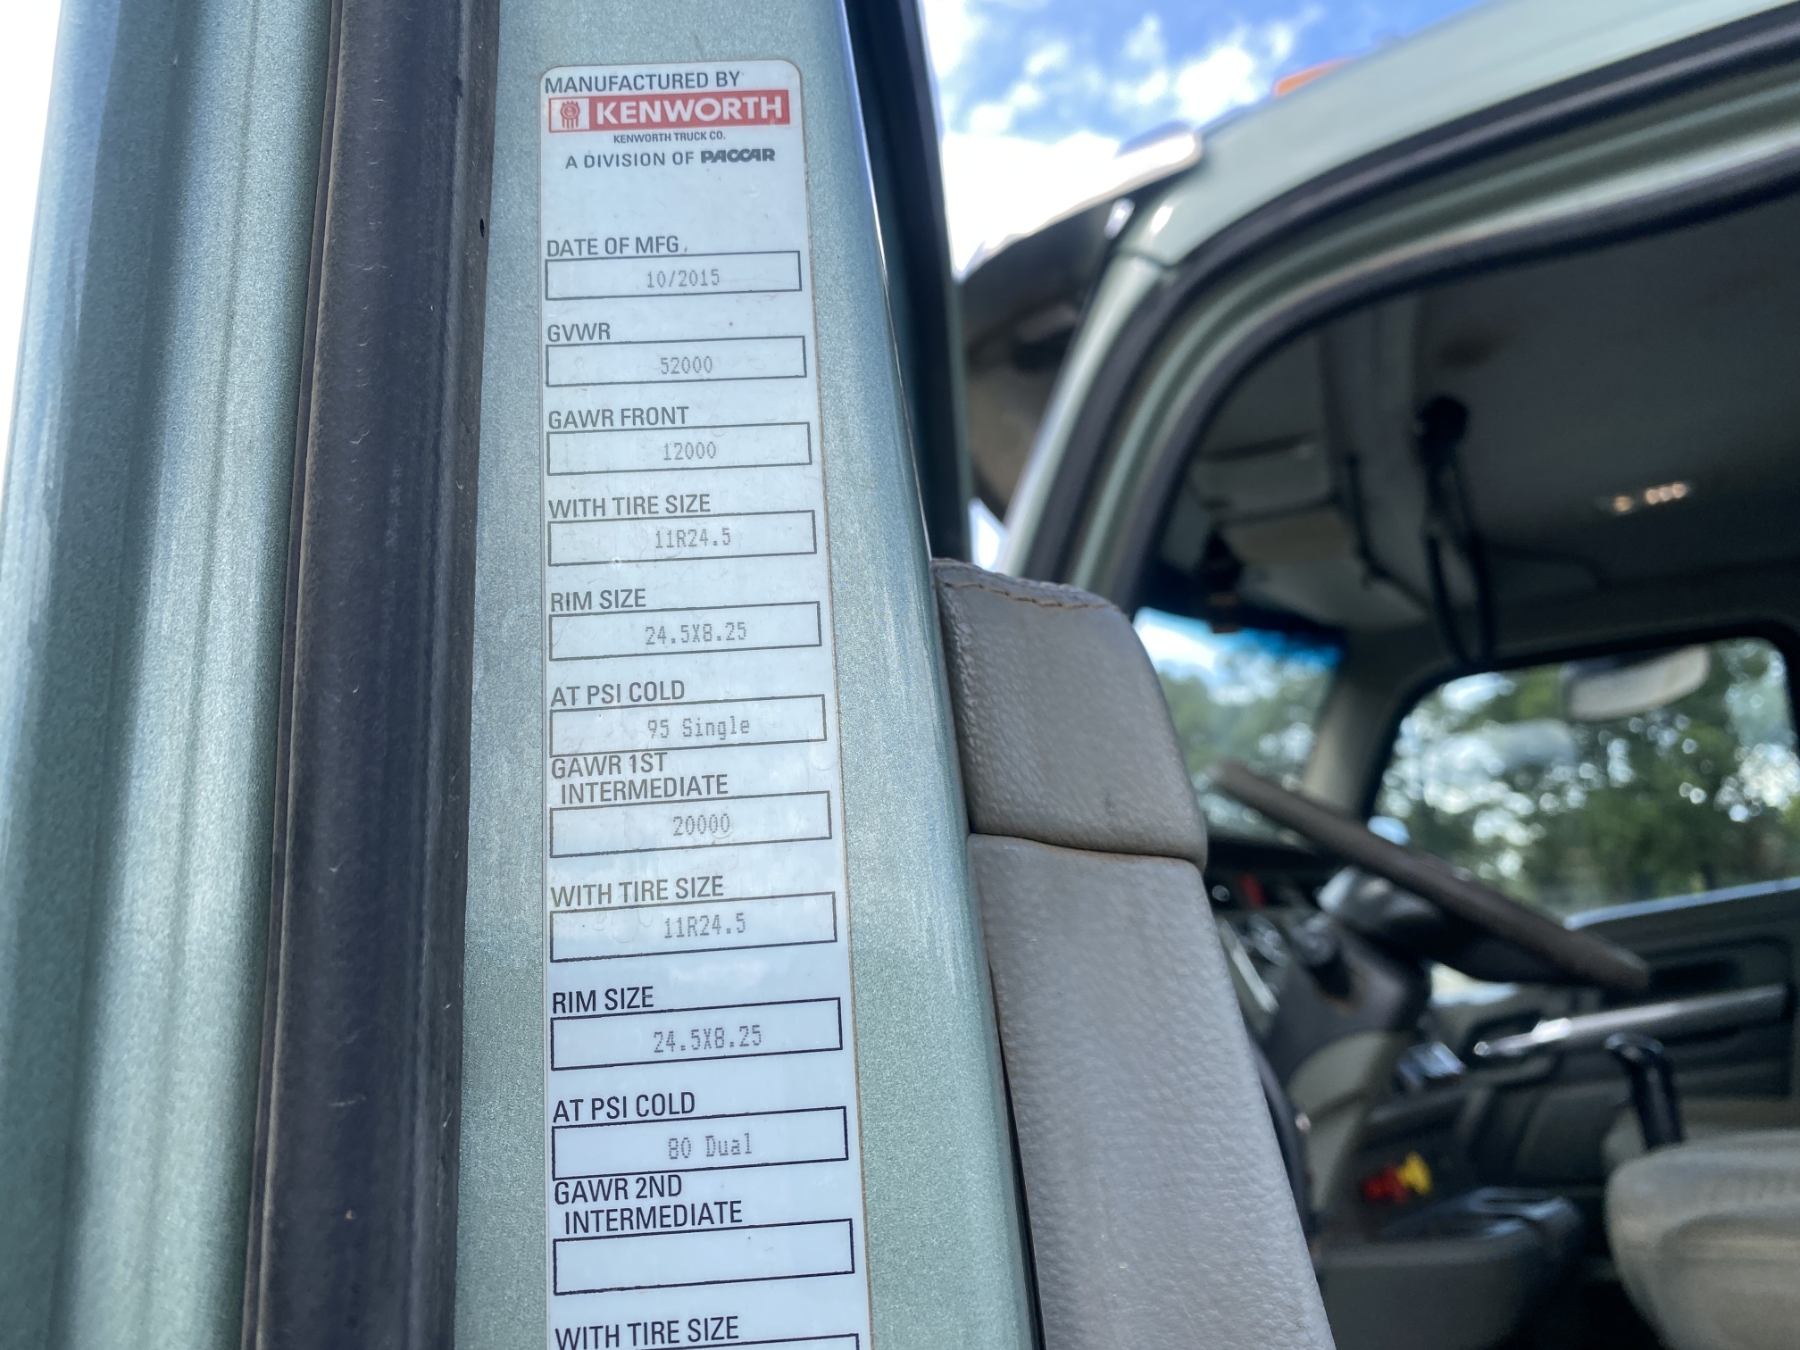 MANUFACTURED BY
KENWORTH
KENWORTH TRUCK CO.
A DIVISION OF PACCAR
DATE OF MFG.
10/2015
GVWR
52000
GAWR FRONT
12000
WITH TIRE SIZE
11R24.5
RIM SIZE
24.5X8.25
AT PSI COLD
95 Single
GAWR 1ST
INTERMEDIATE
20000
WITH TIRE SIZE
11R24.5
RIM SIZE
24.5X8.25
AT PSI COLD
80 Dual
GAWR 2ND
INTERMEDIATE
WITH TIRE SIZE